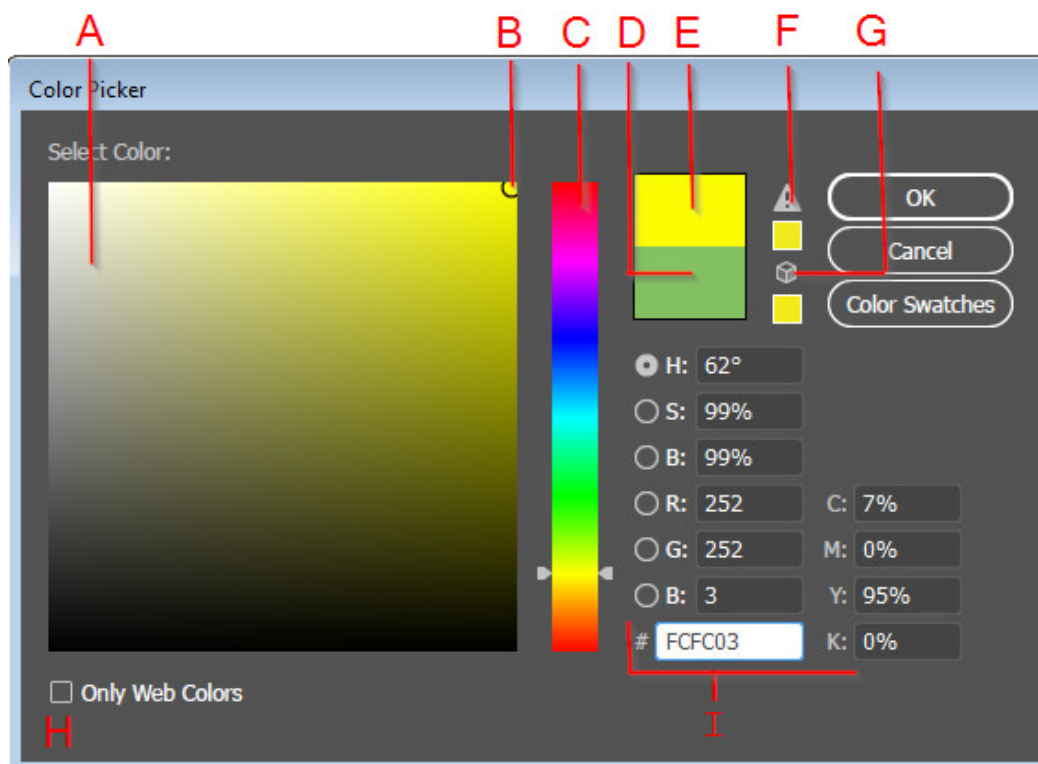 A B C D E F G
Color Picker
Select Color:
OK
Cancel
Color Swatches
H: 62°
S: 99%
B: 99%
R: 252 C: 7%
G: 252 M: 0%
B: 3 Y: 95%
# FCFC03 K: 0%
Only Web Colors
H I